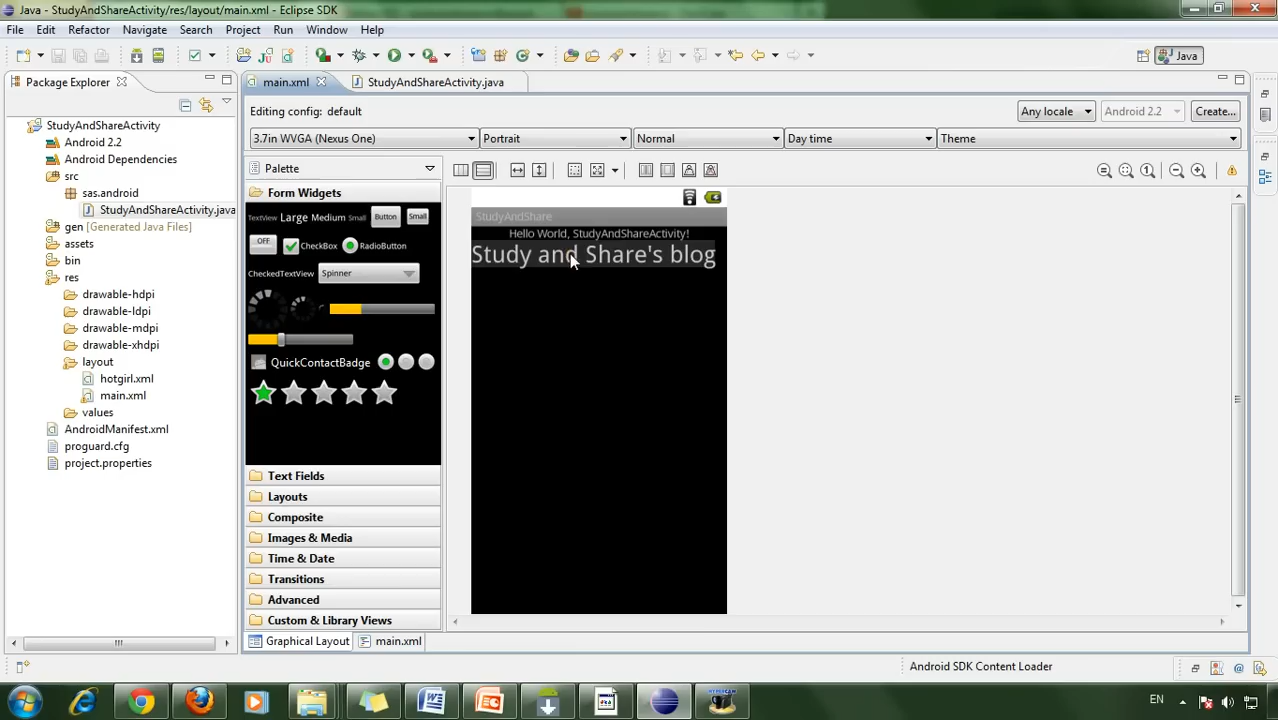 Java - StudyAndShareActivity/res/layout/main.xml - Eclipse SDK
File Edit Refactor Navigate Search Project Run Window Help
Java
Package Explorer
main.xml
StudyAndShareActivity.java
StudyAndShareActivity
Android 2.2
Android Dependencies
src
sas.android
StudyAndShareActivity.java
gen [Generated Java Files]
assets
bin
res
drawable-hdpi
drawable-ldpi
drawable-mdpi
drawable-xhdpi
layout
hotgirl.xml
main.xml
values
AndroidManifest.xml
proguard.cfg
project.properties
Editing config: default
Any locale
Android 2.2
Create...
3.7in WVGA (Nexus One)
Portrait
Normal
Day time
Theme
Palette
Form Widgets
TextView Large Medium Small Button Small
OFF CheckBox RadioButton
CheckedTextView Spinner
QuickContactBadge
Text Fields
Layouts
Composite
Images & Media
Time & Date
Transitions
Advanced
Custom & Library Views
StudyAndShare
Hello World, StudyAndShareActivity!
Study and Share's blog
Graphical Layout
main.xml
Android SDK Content Loader
EN